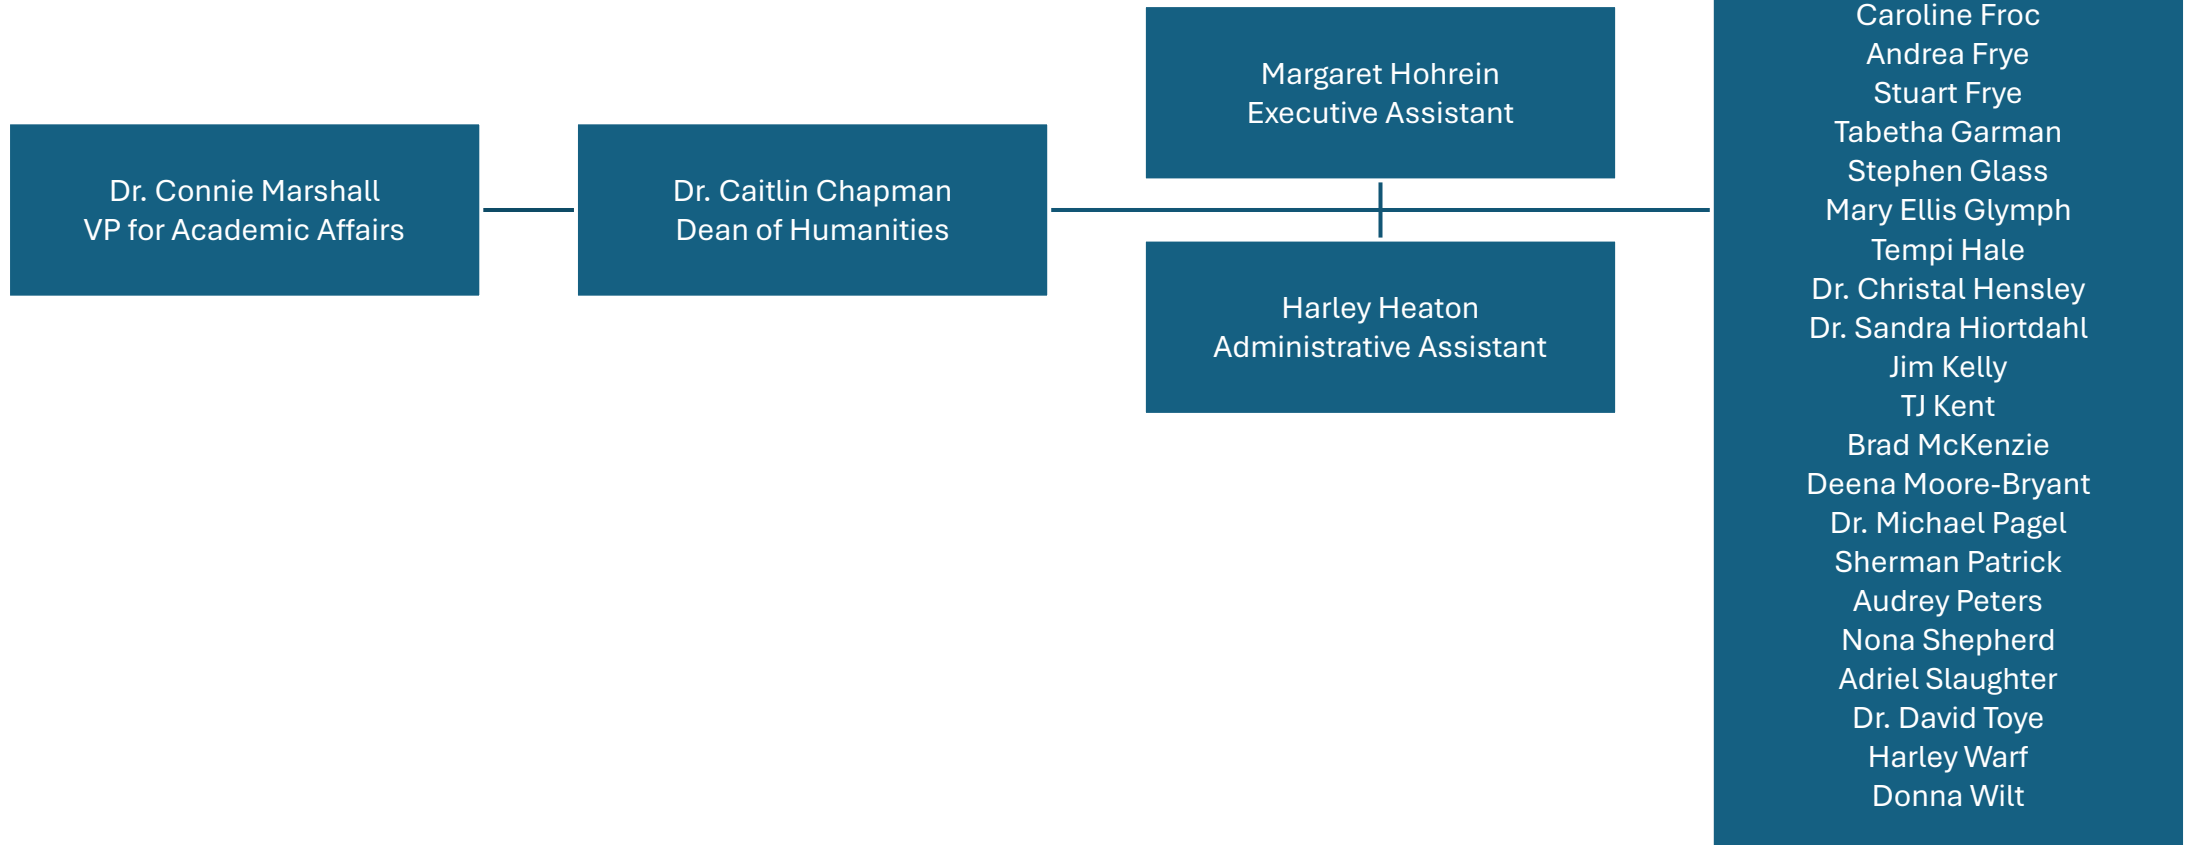 Dr. Connie Marshall
VP for Academic Affairs
Dr. Caitlin Chapman
Dean of Humanities
Margaret Hohrein
Executive Assistant
Harley Heaton
Administrative Assistant
Caroline Froc
Andrea Frye
Stuart Frye
Tabetha Garman
Stephen Glass
Mary Ellis Glymph
Tempi Hale
Dr. Christal Hensley
Dr. Sandra Hiortdahl
Jim Kelly
TJ Kent
Brad McKenzie
Deena Moore-Bryant
Dr. Michael Pagel
Sherman Patrick
Audrey Peters
Nona Shepherd
Adriel Slaughter
Dr. David Toye
Harley Warf
Donna Wilt